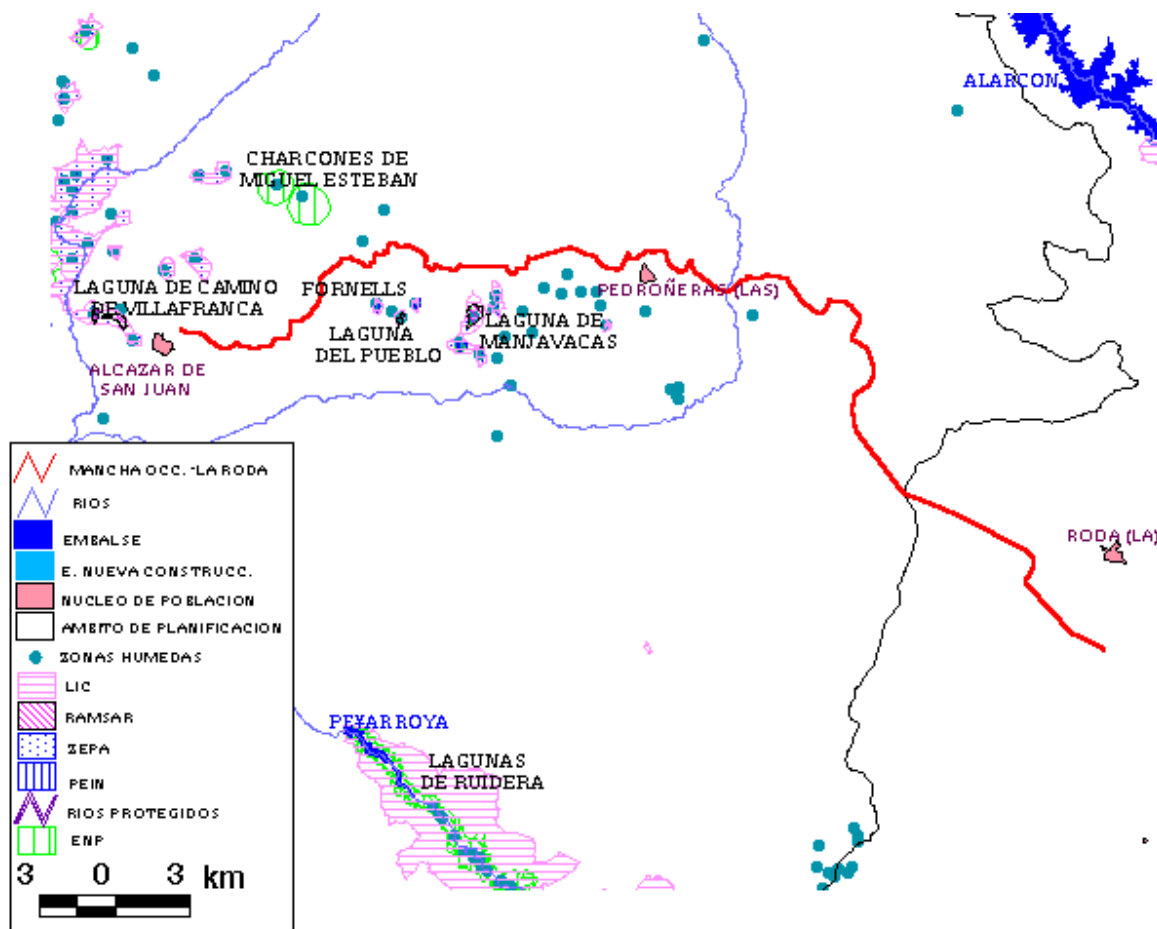 ALARCON
CHARCONES DE
MIGUEL ESTEBAN
LAGUNA DE CAMINO
DE VILLAFRANCA
FORNELLS
PEDROÑERAS (LAS)
LAGUNA
DEL PUEBLO
LAGUNA DE
MANJAVACAS
ALCAZAR DE
SAN JUAN
RODA (LA)
PEÑARROYA
LAGUNAS
DE RUIDERA
MANCHA OCC.-LA RODA
RIOS
EMBALSE
E. NUEVA CONSTRUCC.
NUCLEO DE POBLACION
AMBITO DE PLANIFICACION
ZONAS HUMEDAS
LIC
RAMSAR
ZEPA
PEIN
RIOS PROTEGIDOS
ENP
3 0 3 km